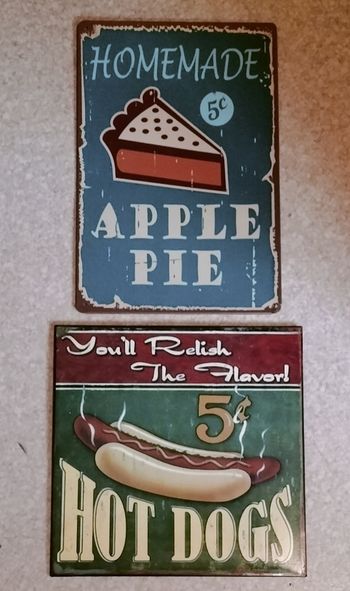 HOMEMADE
5¢
APPLE
PIE
You'll Relish
The Flavor!
5¢
HOT DOGS